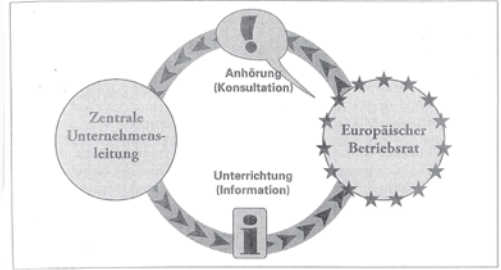 !
Anhörung
(Konsultation)
Zentrale
Unternehmens-
leitung
Europäischer
Betriebsrat
Unterrichtung
(Information)
i